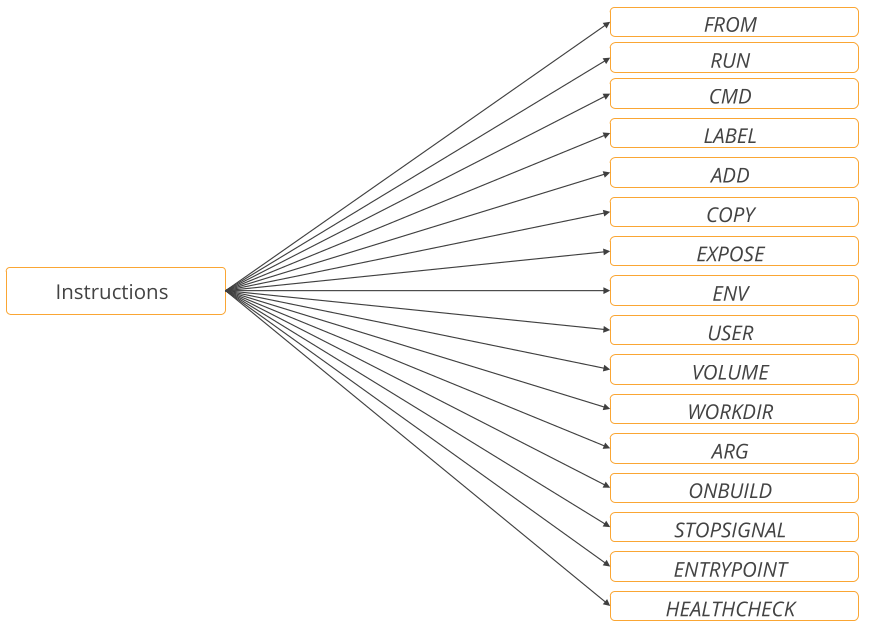 Instructions
FROM
RUN
CMD
LABEL
ADD
COPY
EXPOSE
ENV
USER
VOLUME
WORKDIR
ARG
ONBUILD
STOPSIGNAL
ENTRYPOINT
HEALTHCHECK